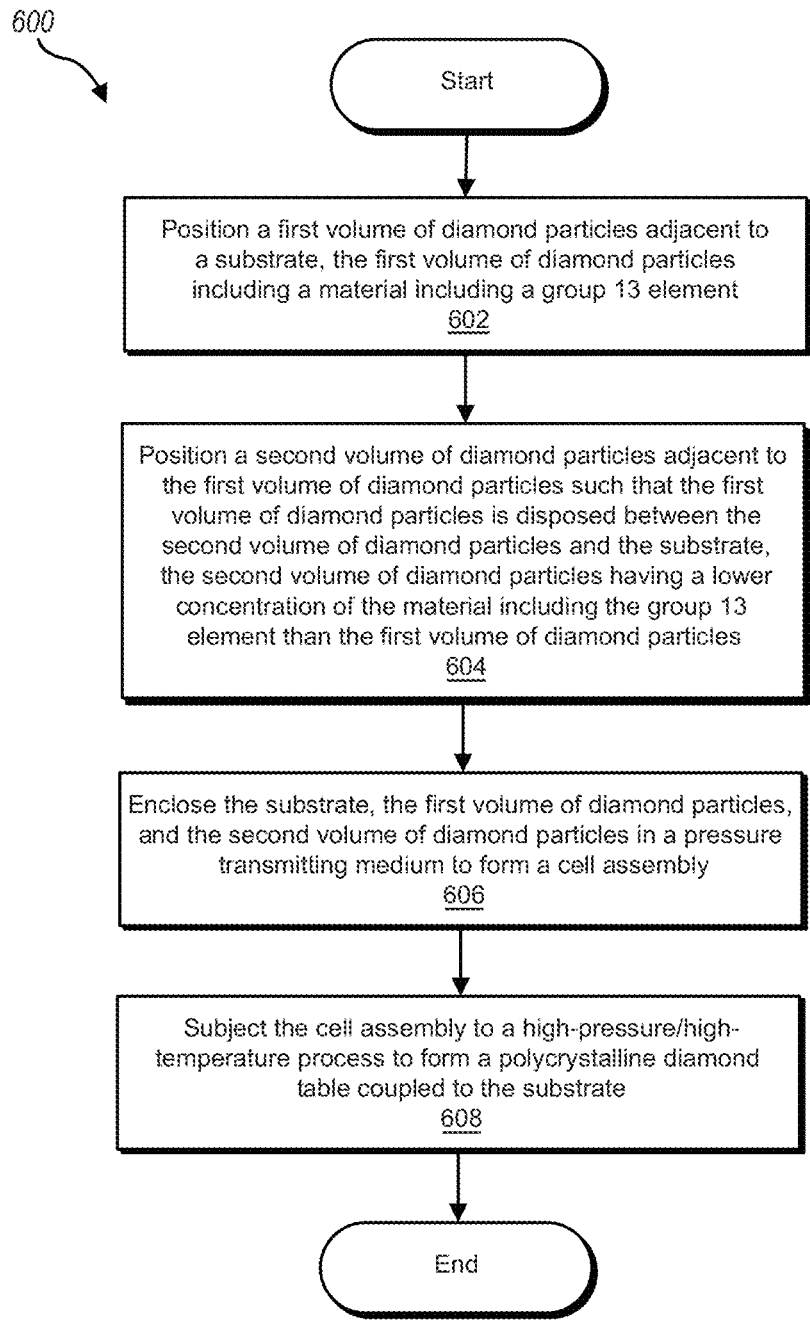 600
Start
Position a first volume of diamond particles adjacent to
a substrate, the first volume of diamond particles
including a material including a group 13 element
602
Position a second volume of diamond particles adjacent to
the first volume of diamond particles such that the first
volume of diamond particles is disposed between the
second volume of diamond particles and the substrate,
the second volume of diamond particles having a lower
concentration of the material including the group 13
element than the first volume of diamond particles
604
Enclose the substrate, the first volume of diamond particles,
and the second volume of diamond particles in a pressure
transmitting medium to form a cell assembly
606
Subject the cell assembly to a high-pressure/high-
temperature process to form a polycrystalline diamond
table coupled to the substrate
608
End